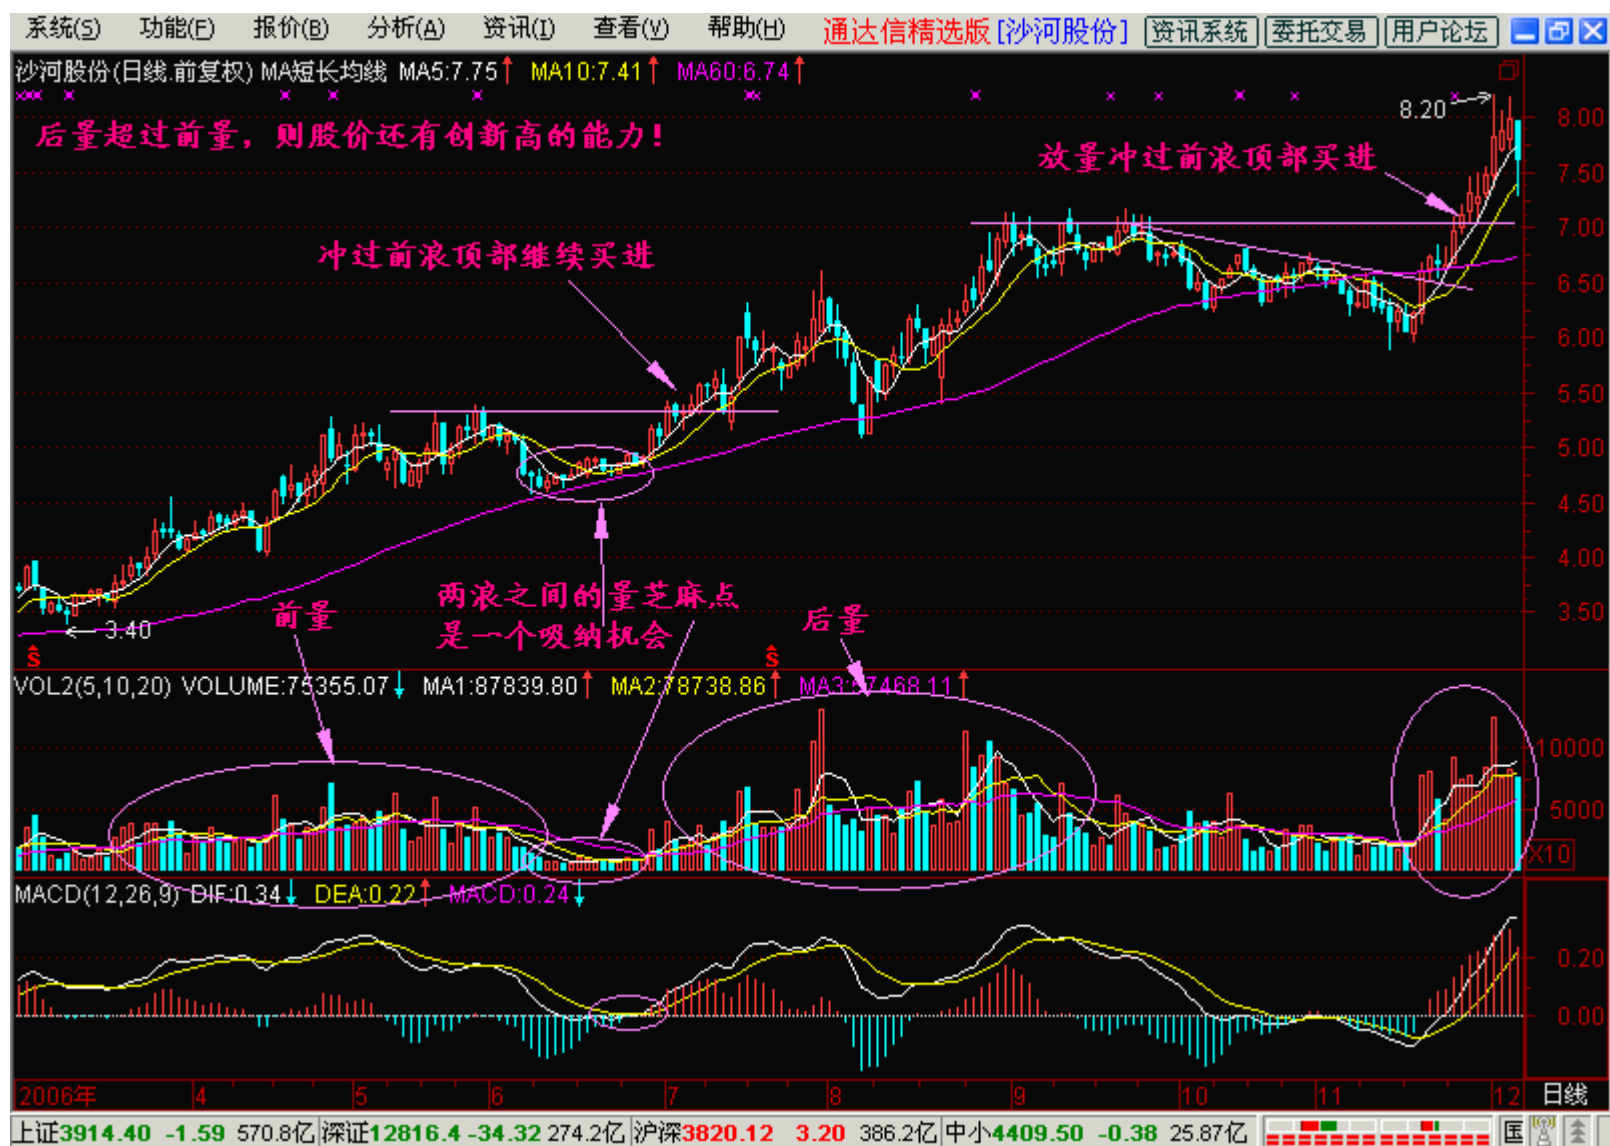 系统(S) 功能(F) 报价(B) 分析(A) 资讯(I) 查看(V) 帮助(H) 通达信精选版 [沙河股份] 资讯系统 委托交易 用户论坛
沙河股份(日线.前复权) MA短长均线 MA5:7.75↑ MA10:7.41↑ MA60:6.74↑
8.20
8.00
后量超过前量，则股价还有创新高的能力！
放量冲过前浪顶部买进
7.50
7.00
冲过前浪顶部继续买进
6.50
6.00
5.50
5.00
4.50
4.00
两浪之间的量芝麻点
是一个吸纳机会
前量
后量
3.50
3.40
S
S
VOL2(5,10,20) VOLUME:75355.07↓ MA1:87839.80↑ MA2:78738.86↑ MA3:57468.11↑
10000
5000
X10
MACD(12,26,9) DIF:0.34↓ DEA:0.22↑ MACD:0.24↓
0.20
0.00
2006年 4 5 6 7 8 9 10 11 12 日线
上证3914.40 -1.59 570.8亿 深证12816.4 -34.32 274.2亿 沪深3820.12 3.20 386.2亿 中小4409.50 -0.38 25.87亿